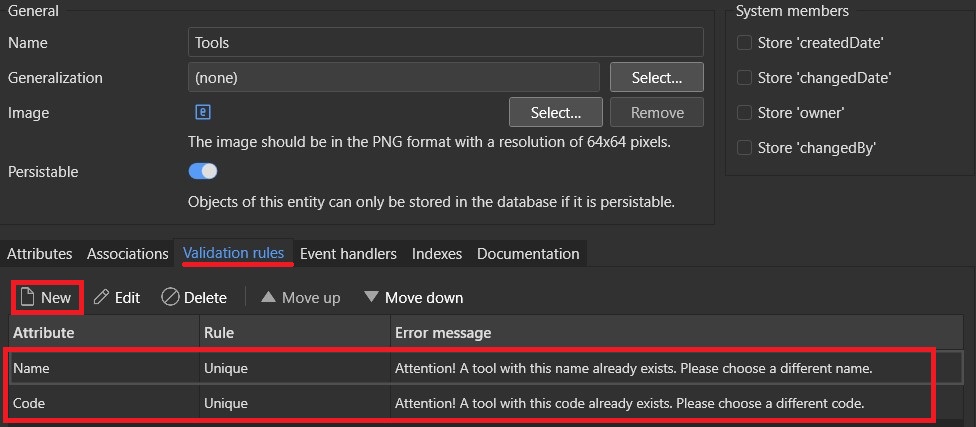 General
Name Tools
Generalization (none) Select...
Image Select... Remove
The image should be in the PNG format with a resolution of 64x64 pixels.
Persistable
Objects of this entity can only be stored in the database if it is persistable.
System members
Store 'createdDate'
Store 'changedDate'
Store 'owner'
Store 'changedBy'
Attributes Associations Validation rules Event handlers Indexes Documentation
New Edit Delete Move up Move down
Attribute Rule Error message
Name Unique Attention! A tool with this name already exists. Please choose a different name.
Code Unique Attention! A tool with this code already exists. Please choose a different code.